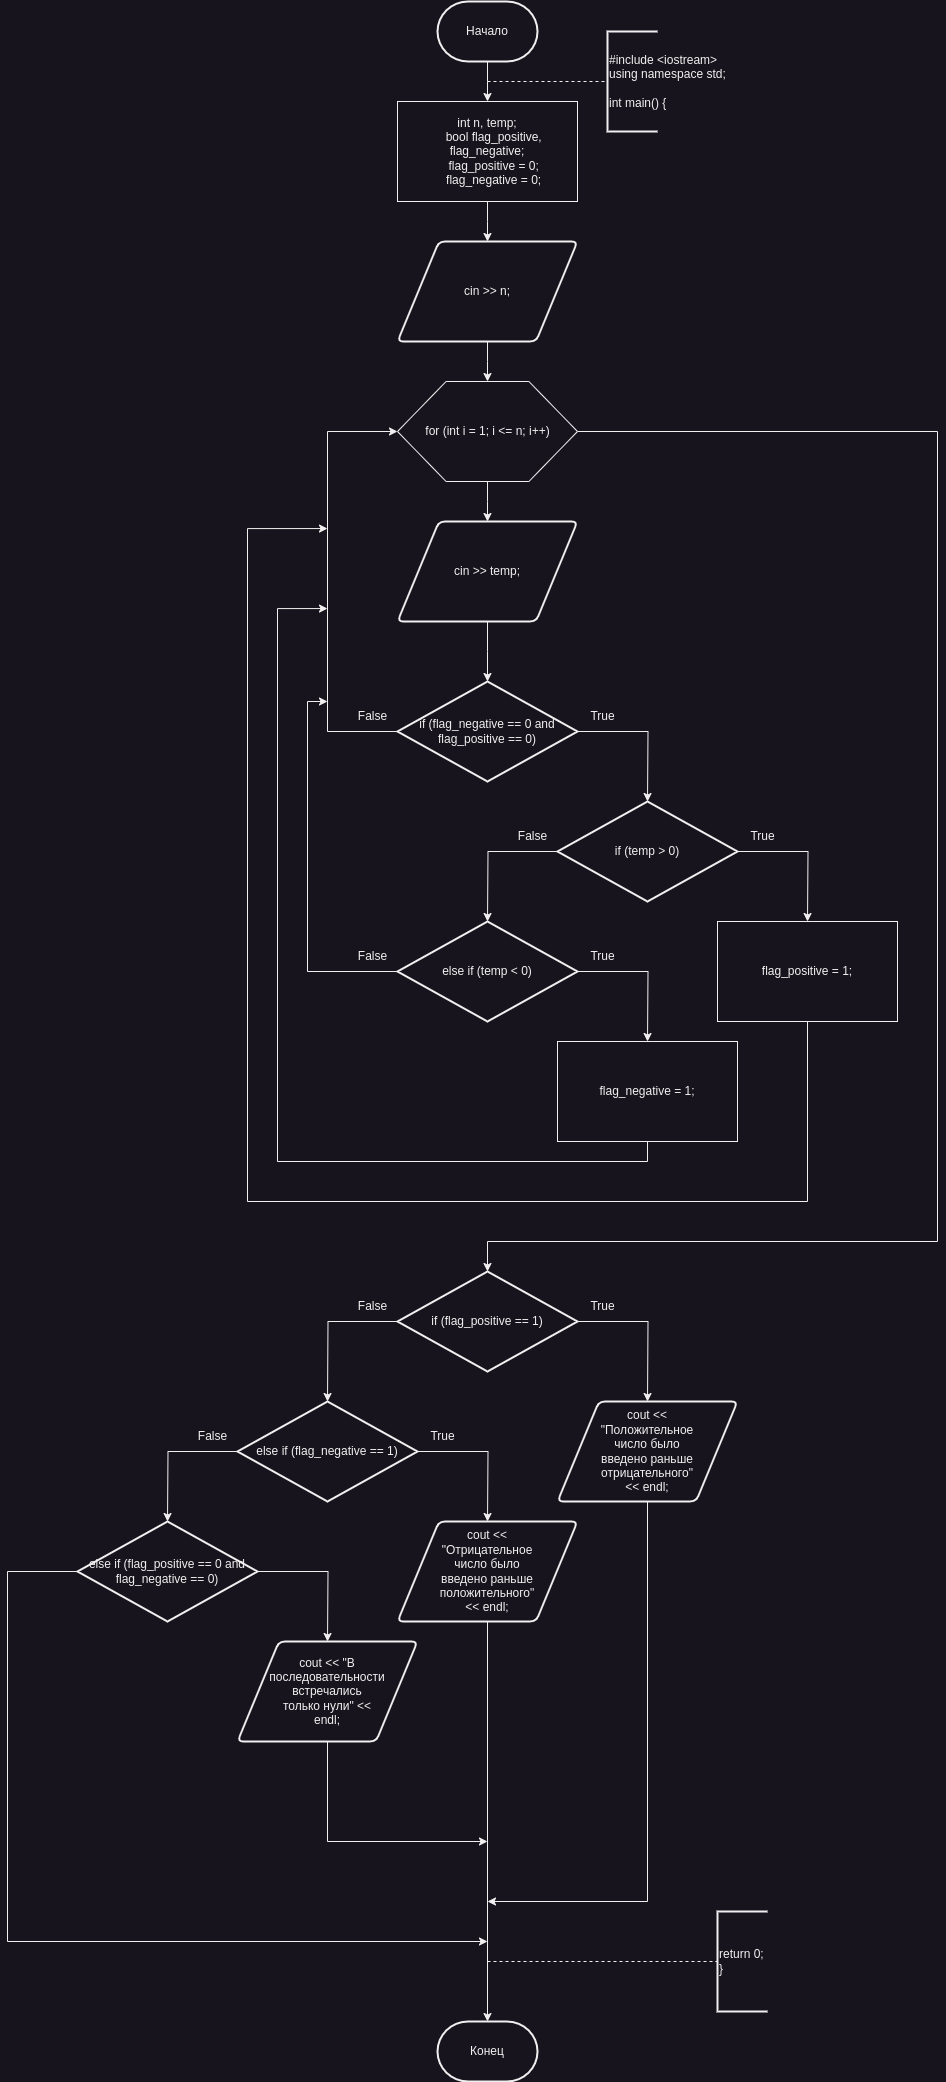 Начало
#include <iostream>
using namespace std;
int main() {
int n, temp;
bool flag_positive,
flag_negative;
flag_positive = 0;
flag_negative = 0;
cin >> n;
for (int i = 1; i <= n; i++)
cin >> temp;
False
if (flag_negative == 0 and
flag_positive == 0)
True
False
if (temp > 0)
True
False
else if (temp < 0)
True
flag_positive = 1;
flag_negative = 1;
False
if (flag_positive == 1)
True
False
else if (flag_negative == 1)
True
cout <<
"Положительное
число было
введено раньше
отрицательного"
<< endl;
else if (flag_positive == 0 and
flag_negative == 0)
cout <<
"Отрицательное
число было
введено раньше
положительного"
<< endl;
cout << "В
последовательности
встречались
только нули" <<
endl;
return 0;
}
Конец